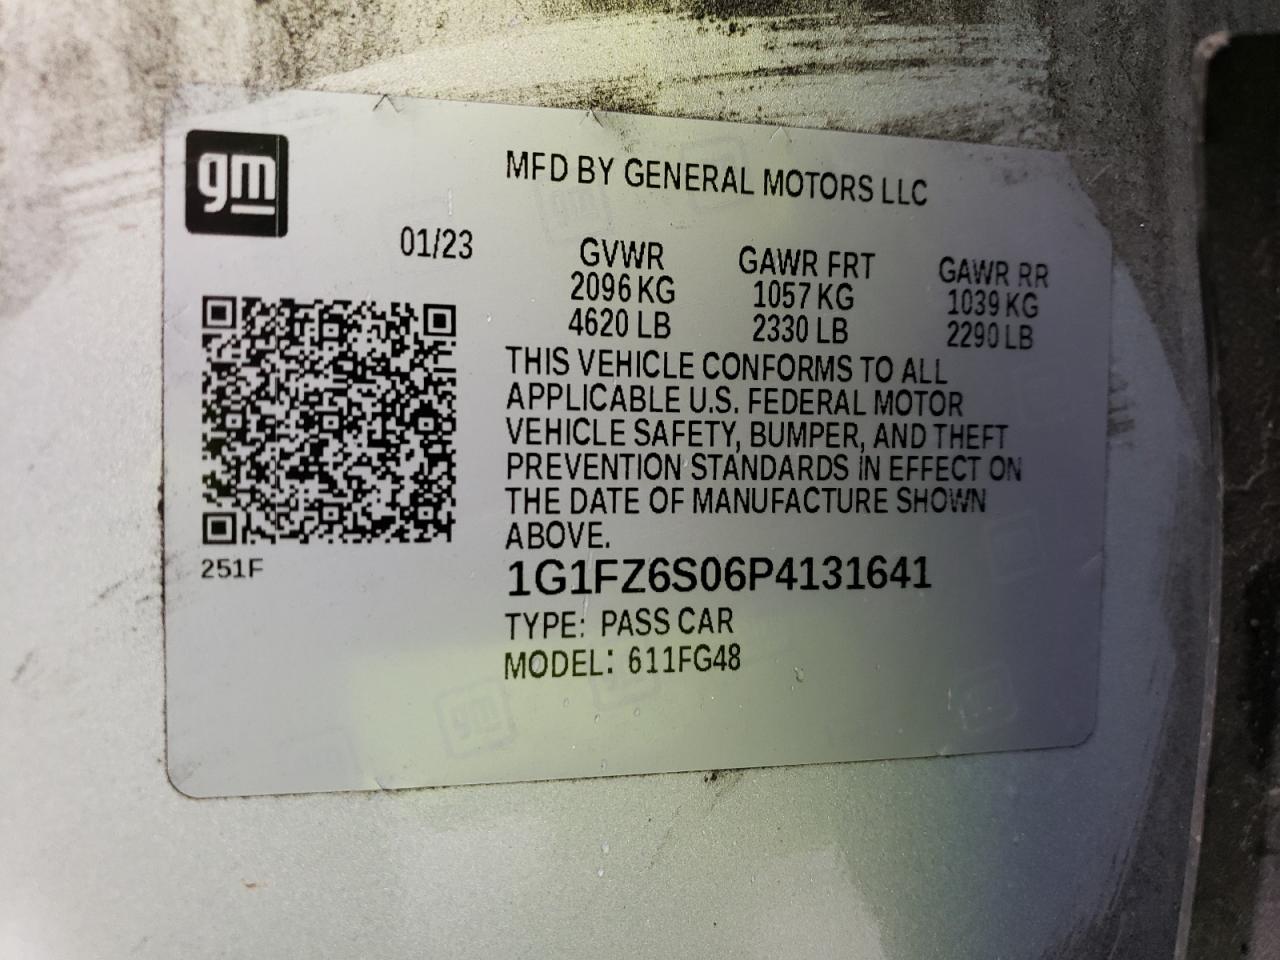 gm
MFD BY GENERAL MOTORS LLC
01/23 GVWR GAWR FRT GAWR RR
2096 KG 1057 KG 1039 KG
4620 LB 2330 LB 2290 LB
THIS VEHICLE CONFORMS TO ALL
APPLICABLE U.S. FEDERAL MOTOR
VEHICLE SAFETY, BUMPER, AND THEFT
PREVENTION STANDARDS IN EFFECT ON
THE DATE OF MANUFACTURE SHOWN
ABOVE.
251F
1G1FZ6S06P4131641
TYPE: PASS CAR
MODEL: 611FG48